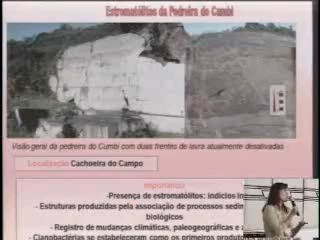 Estromatólitos da Pedreira do Cumbi
Visão geral da pedreira do Cumbi com duas frentes de lavra atualmente desativadas
Localização Cachoeira do Campo
Importância
-Presença de estromatólitos: indícios
- Estruturas produzidas pela associação de processos
biológicos
- Registro de mudanças climáticas, paleogeográficas e
- Cianobactérias se estabeleceram como os primeiros